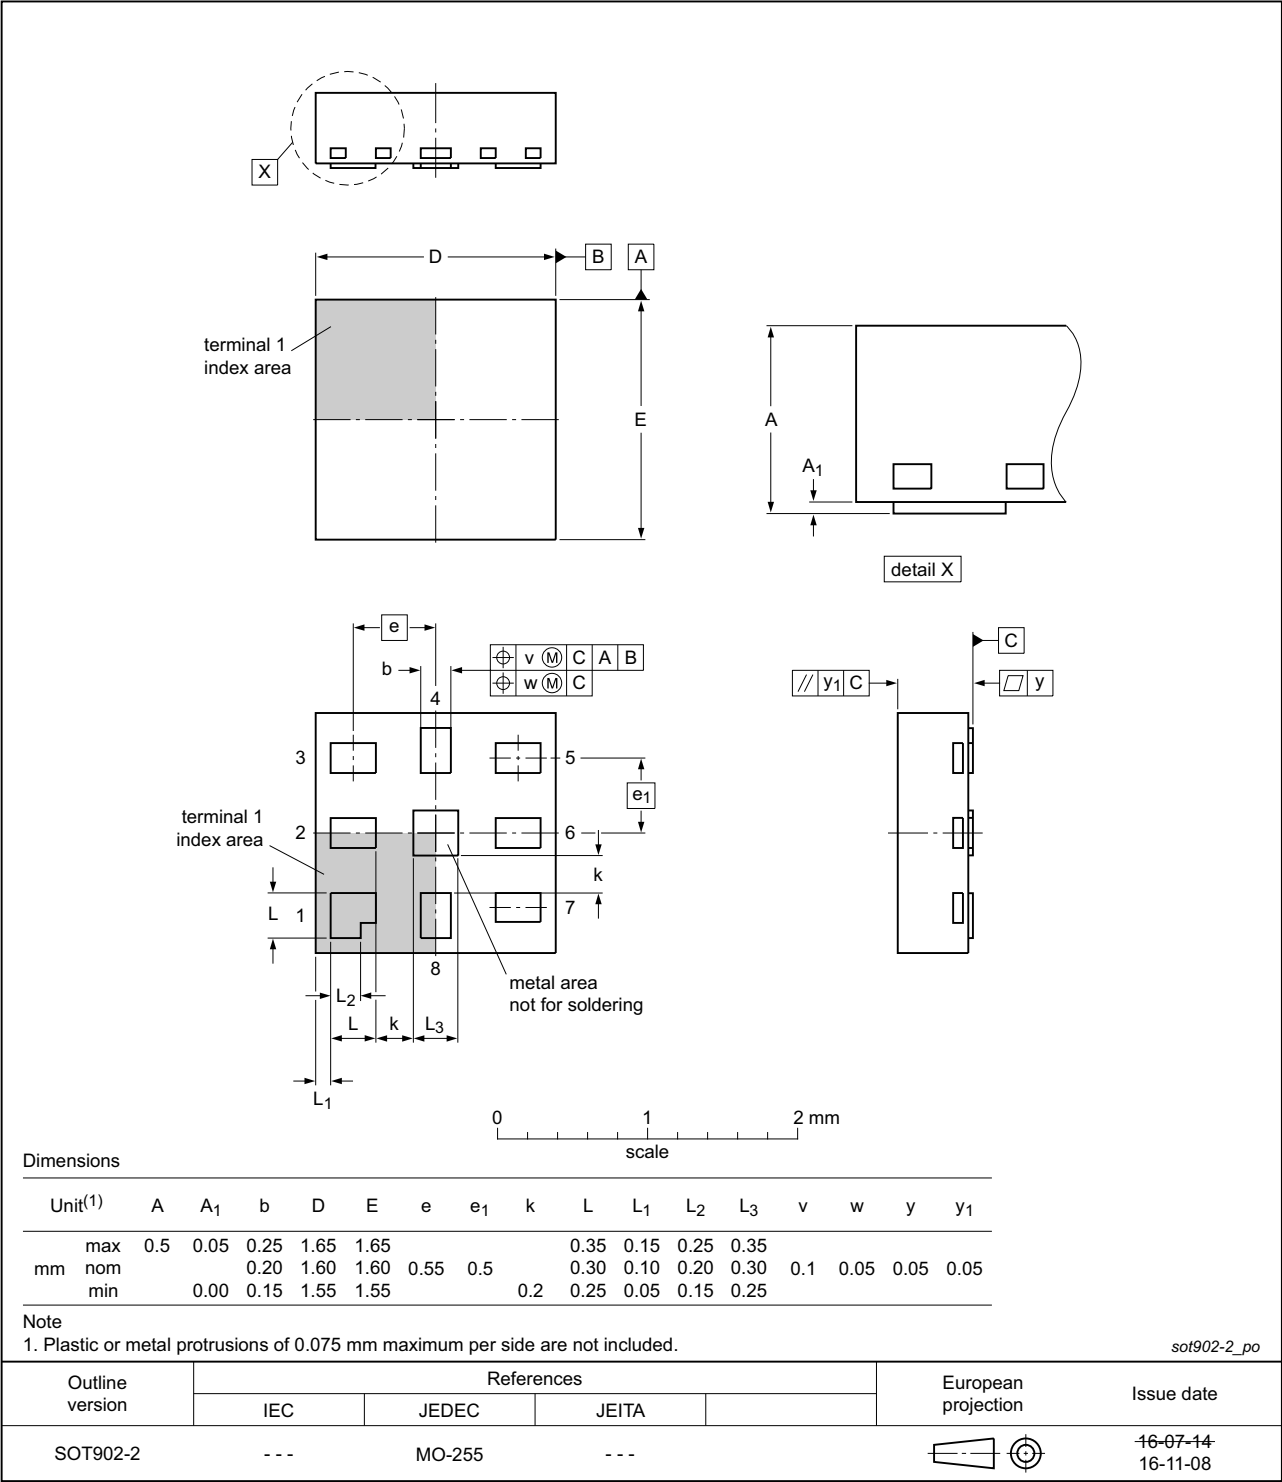 X
D
B
A
terminal 1
index area
E
A
A1
detail X
e
b
v M C A B
w M C
C
y1 C
y
4
3
5
e1
terminal 1
index area
2
6
k
L
1
7
8
metal area
not for soldering
L2
L
k
L3
L1
0
1
2 mm
scale
Dimensions
Unit(1) A A1 b D E e e1 k L L1 L2 L3 v w y y1
max 0.5 0.05 0.25 1.65 1.65 0.35 0.15 0.25 0.35
mm nom 0.20 1.60 1.60 0.55 0.5 0.30 0.10 0.20 0.30 0.1 0.05 0.05 0.05
min 0.00 0.15 1.55 1.55 0.2 0.25 0.05 0.15 0.25
Note
1. Plastic or metal protrusions of 0.075 mm maximum per side are not included.
sot902-2_po
Outline
version
References
IEC
JEDEC
JEITA
European
projection
Issue date
SOT902-2
- - -
MO-255
- - -
16-07-14
16-11-08